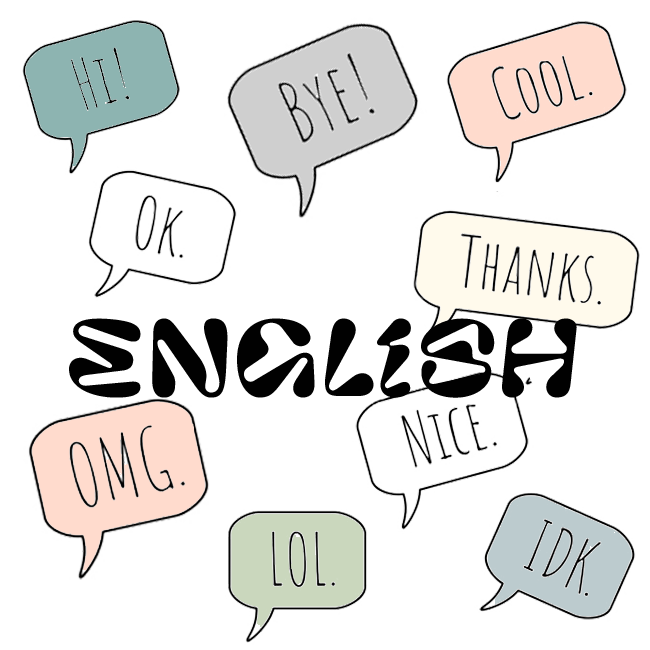 Hi!
Bye!
Cool.
OK.
Thanks.
ENGLiSH
OMG.
Nice.
LOL.
IDK.